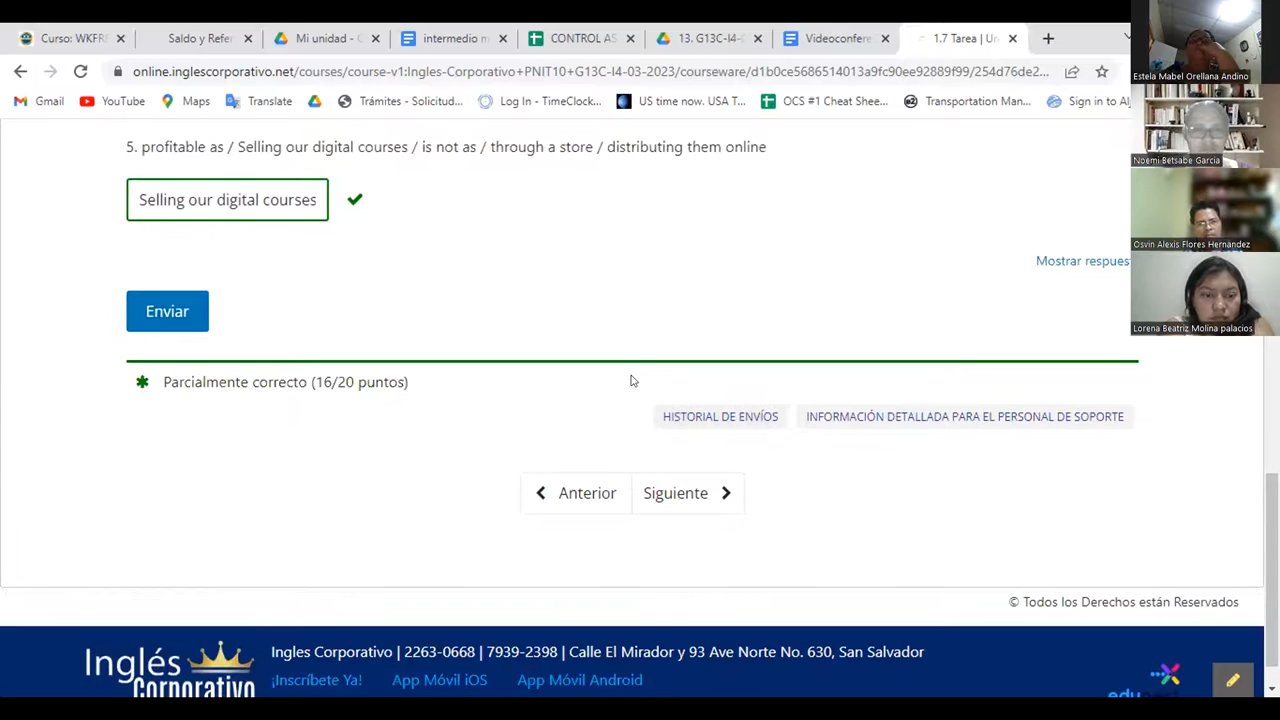 Curso: WKFR
Saldo y Refer
Mi unidad - G
intermedio m
CONTROL AS
13. G13C-I4-0
Videoconfere
1.7 Tarea | Un
online.inglescorporativo.net/courses/course-v1:Ingles-Corporativo+PNIT10+G13C-I4-03-2023/courseware/d1b0ce5686514013a9fc90ee92889f99/254d76de2...
Gmail
YouTube
Maps
Translate
Trámites - Solicitud...
Log In - TimeClock...
US time now. USA T...
OCS #1 Cheat Shee...
Transportation Man...
Sign in to Al
Estela Mabel Orellana Andino
Noemi Betsabe Garcia
Osvin Alexis Flores Hernández
Lorena Beatriz Molina palacios
5. profitable as / Selling our digital courses / is not as / through a store / distributing them online
Selling our digital courses
Mostrar respues
Enviar
Parcialmente correcto (16/20 puntos)
HISTORIAL DE ENVÍOS
INFORMACIÓN DETALLADA PARA EL PERSONAL DE SOPORTE
Anterior
Siguiente
© Todos los Derechos están Reservados
Inglés
Corporativo
Ingles Corporativo | 2263-0668 | 7939-2398 | Calle El Mirador y 93 Ave Norte No. 630, San Salvador
¡Inscríbete Ya!
App Móvil iOS
App Móvil Android